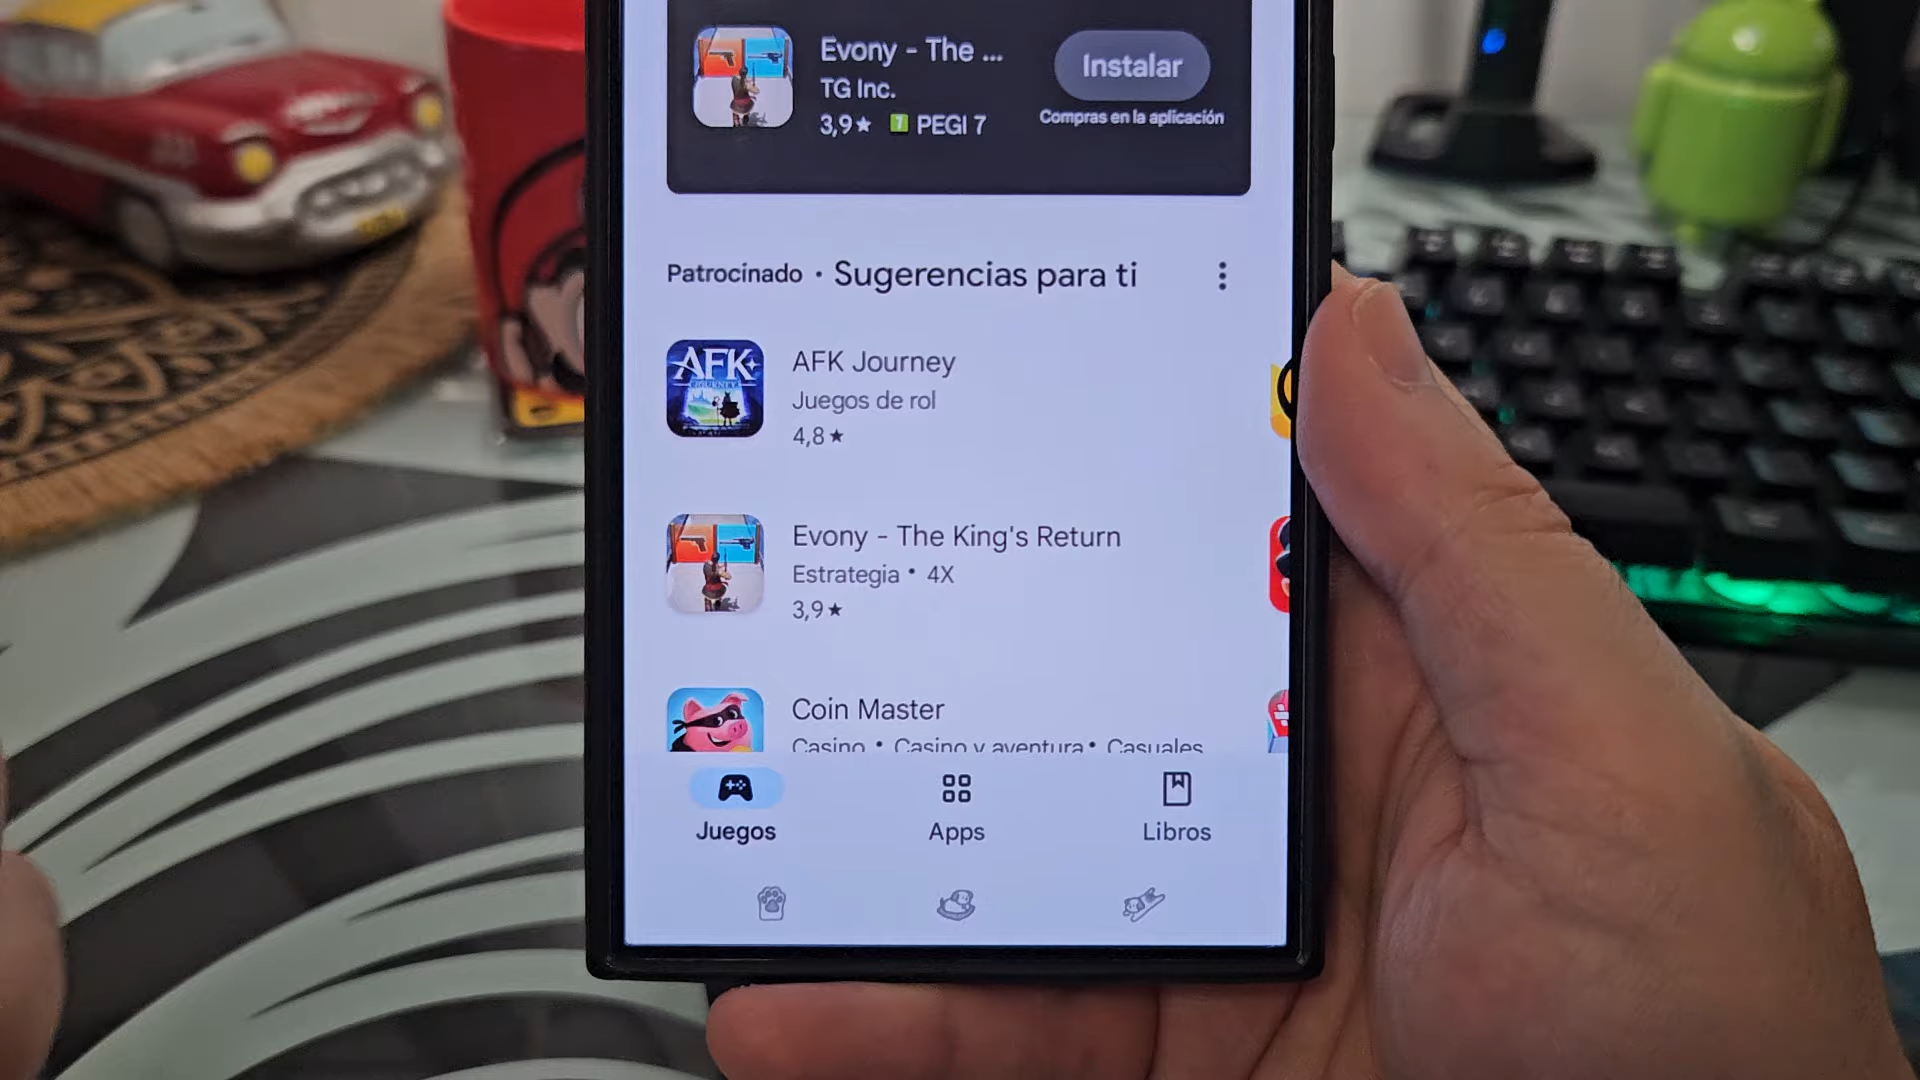 Evony - The ...
TG Inc.
3,9★ 7 PEGI 7
Instalar
Compras en la aplicación
Patrocinado · Sugerencias para ti
AFK JOURNEY
AFK Journey
Juegos de rol
4,8★
Evony - The King's Return
Estrategia • 4X
3,9★
Coin Master
Casino • Casino y aventura • Casuales
Juegos
Apps
Libros